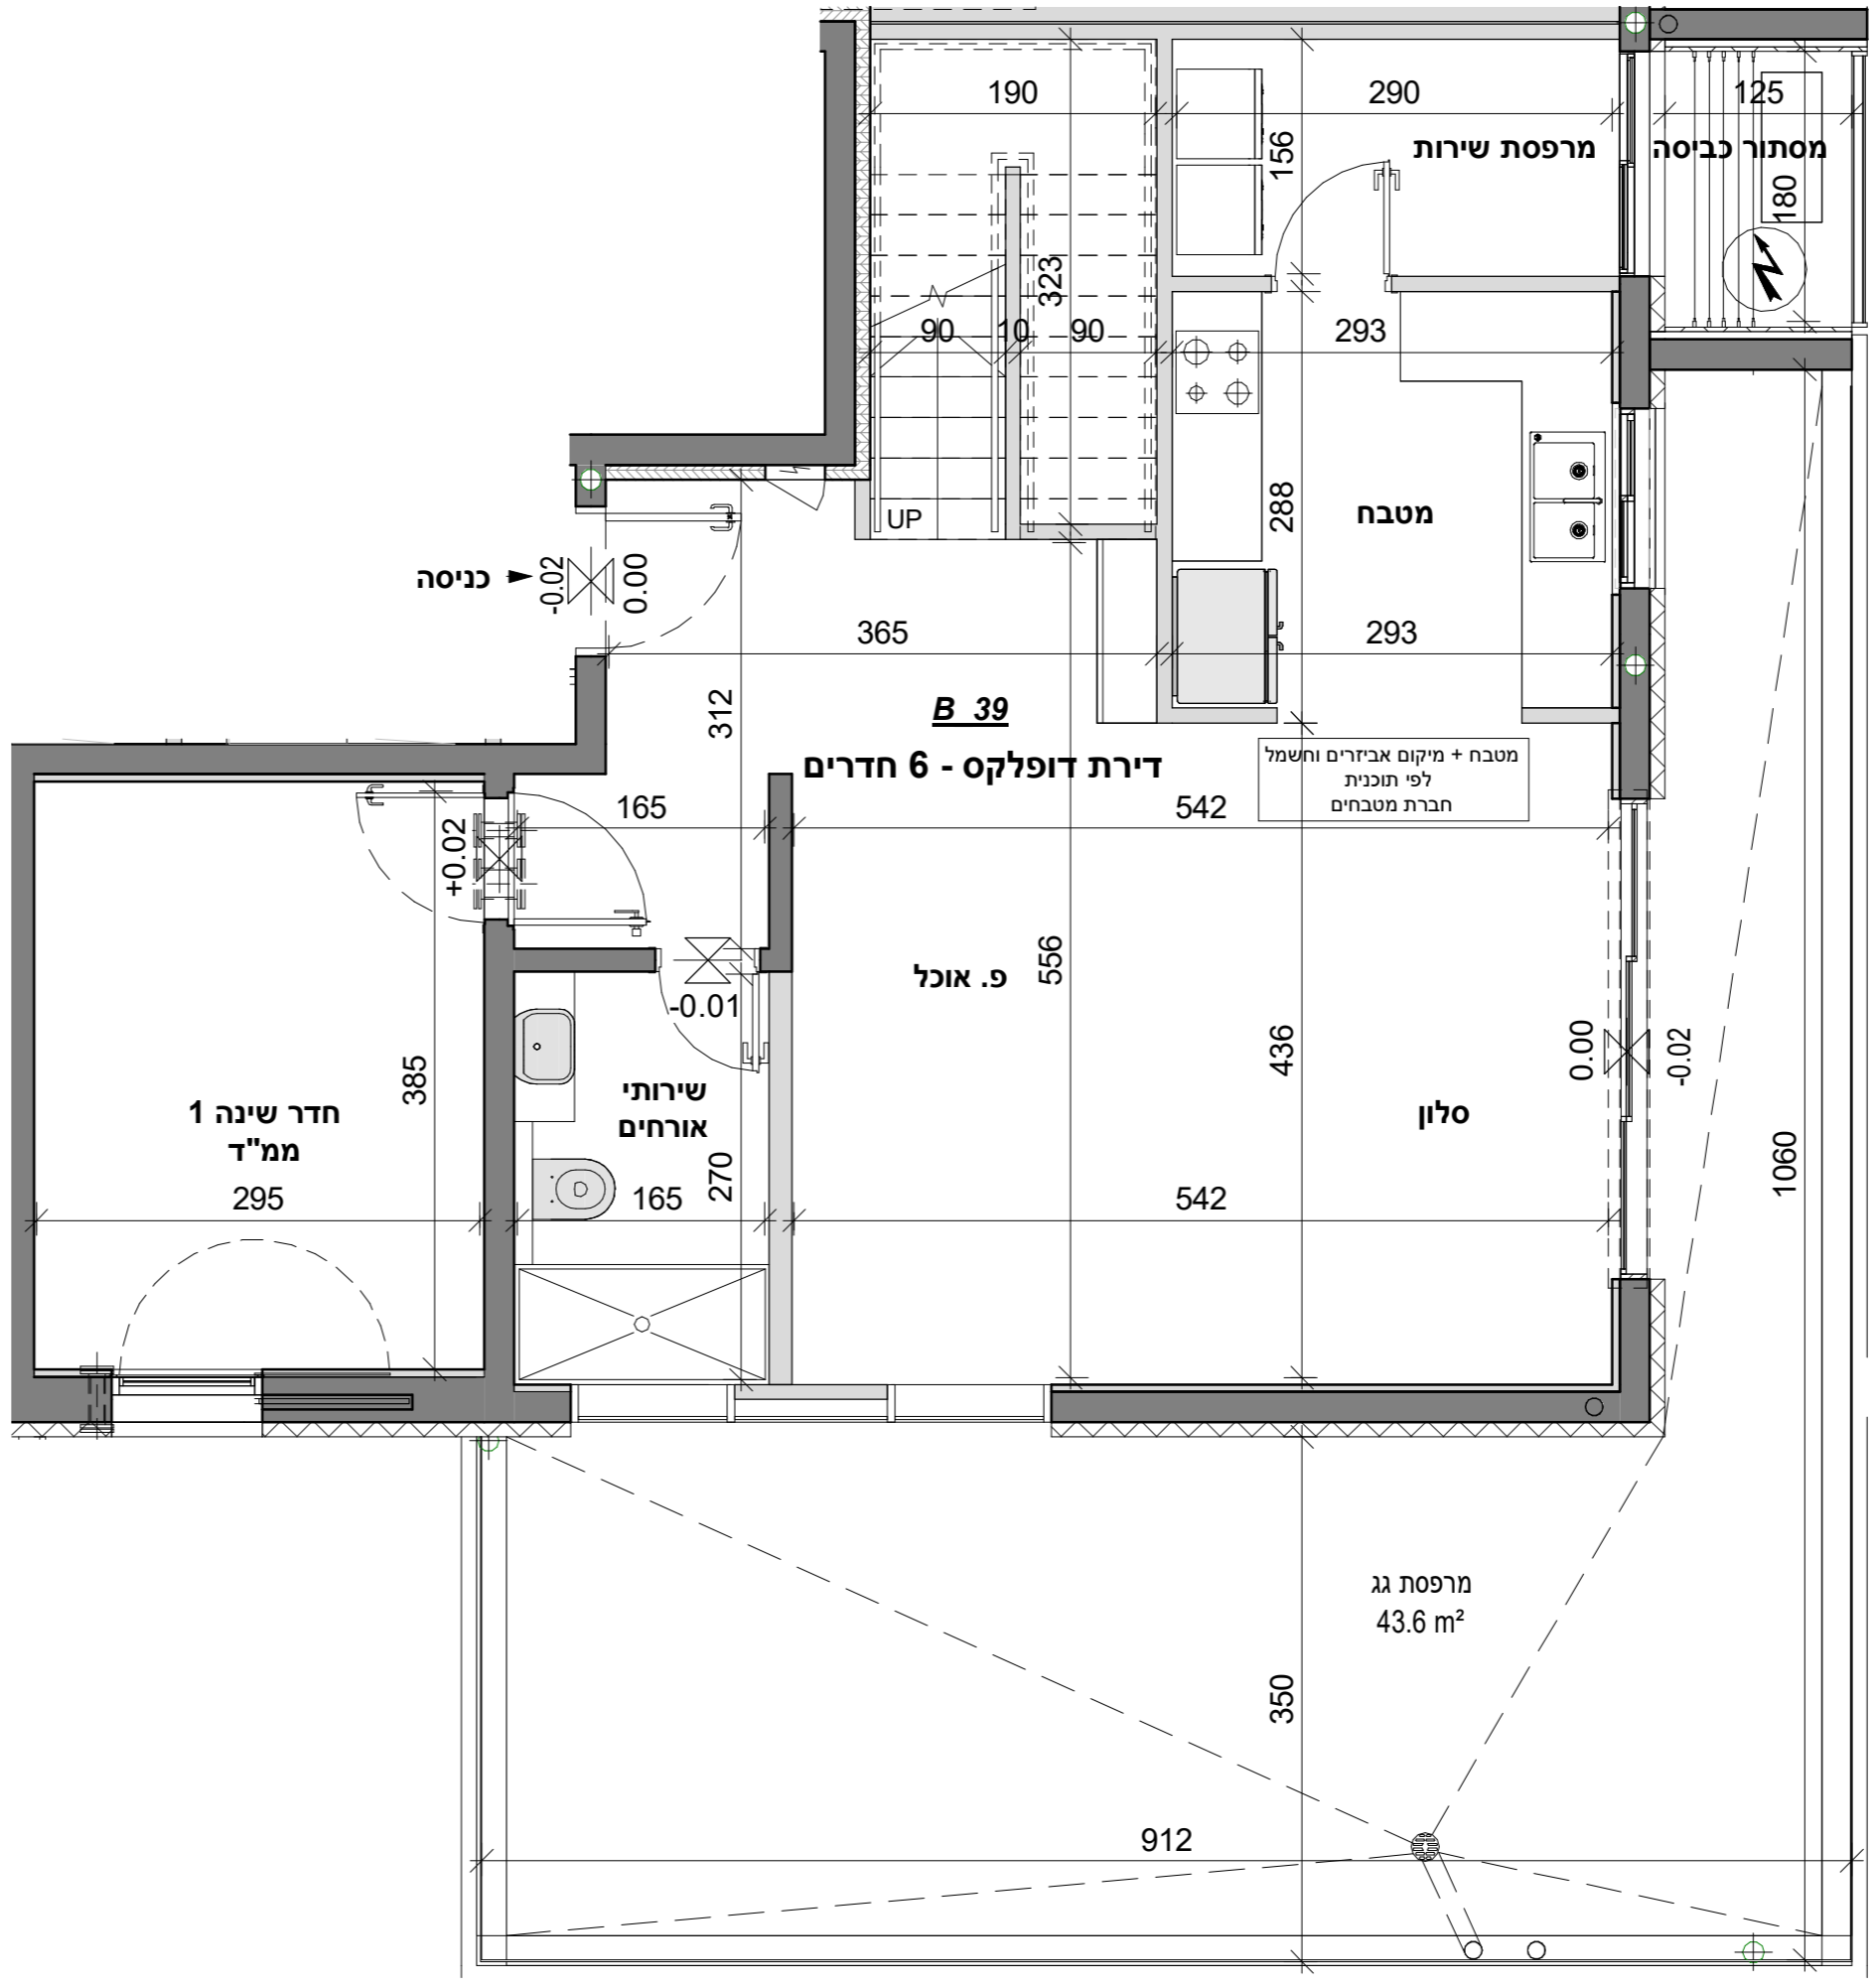 190
290
125
156
מרפסת שירות
מסתור כביסה
180
323
90
10
90
293
UP
288
מטבח
כניסה
-0.02
0.00
365
293
312
B 39
דירת דופלקס - 6 חדרים
מטבח + מיקום אביזרים וחשמל
לפי תוכנית
חברת מטבחים
165
542
+0.02
556
פ. אוכל
-0.01
436
0.00
-0.02
385
שירותי
אורחים
חדר שינה 1
ממ"ד
סלון
270
295
165
542
1060
מרפסת גג
43.6 m²
350
912